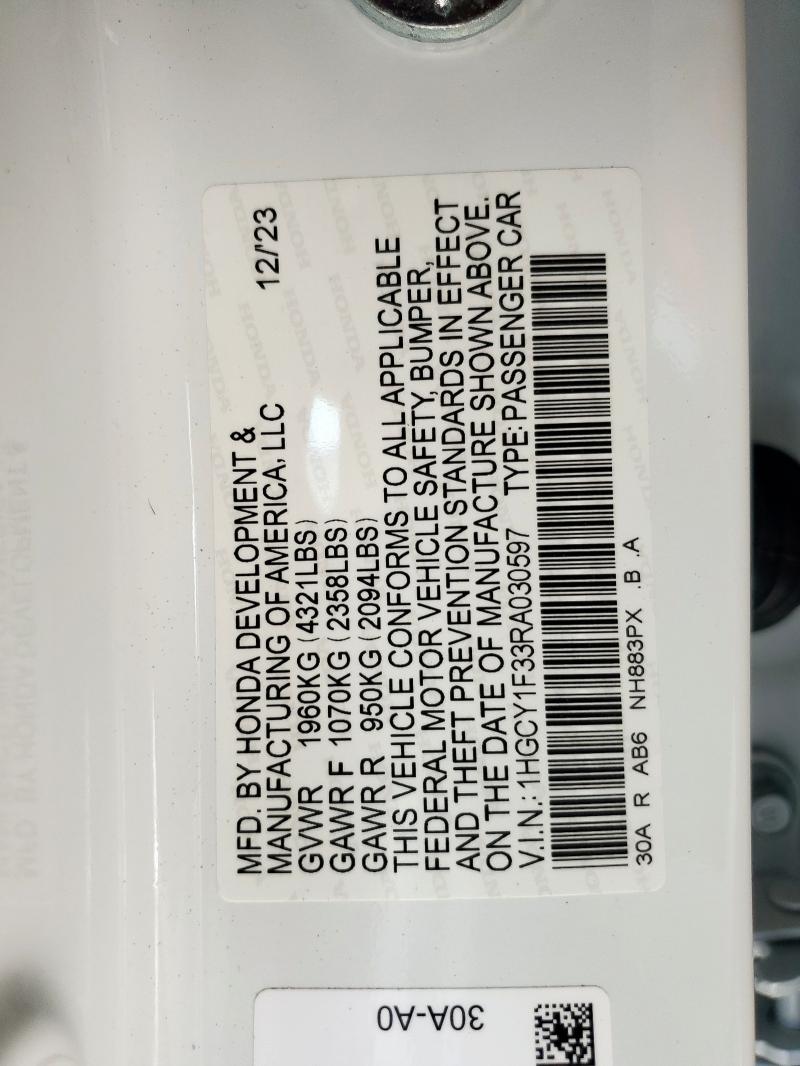 MFD. BY HONDA DEVELOPMENT &
MANUFACTURING OF AMERICA, LLC 12/'23
GVWR 1960KG (4321LBS)
GAWR F 1070KG (2358LBS)
GAWR R 950KG (2094LBS)
THIS VEHICLE CONFORMS TO ALL APPLICABLE
FEDERAL MOTOR VEHICLE SAFETY, BUMPER,
AND THEFT PREVENTION STANDARDS IN EFFECT
ON THE DATE OF MANUFACTURE SHOWN ABOVE.
V.I.N.: 1HGCY1F33RA030597 TYPE: PASSENGER CAR
30A R AB6 NH883PX .B .A
30A-A0